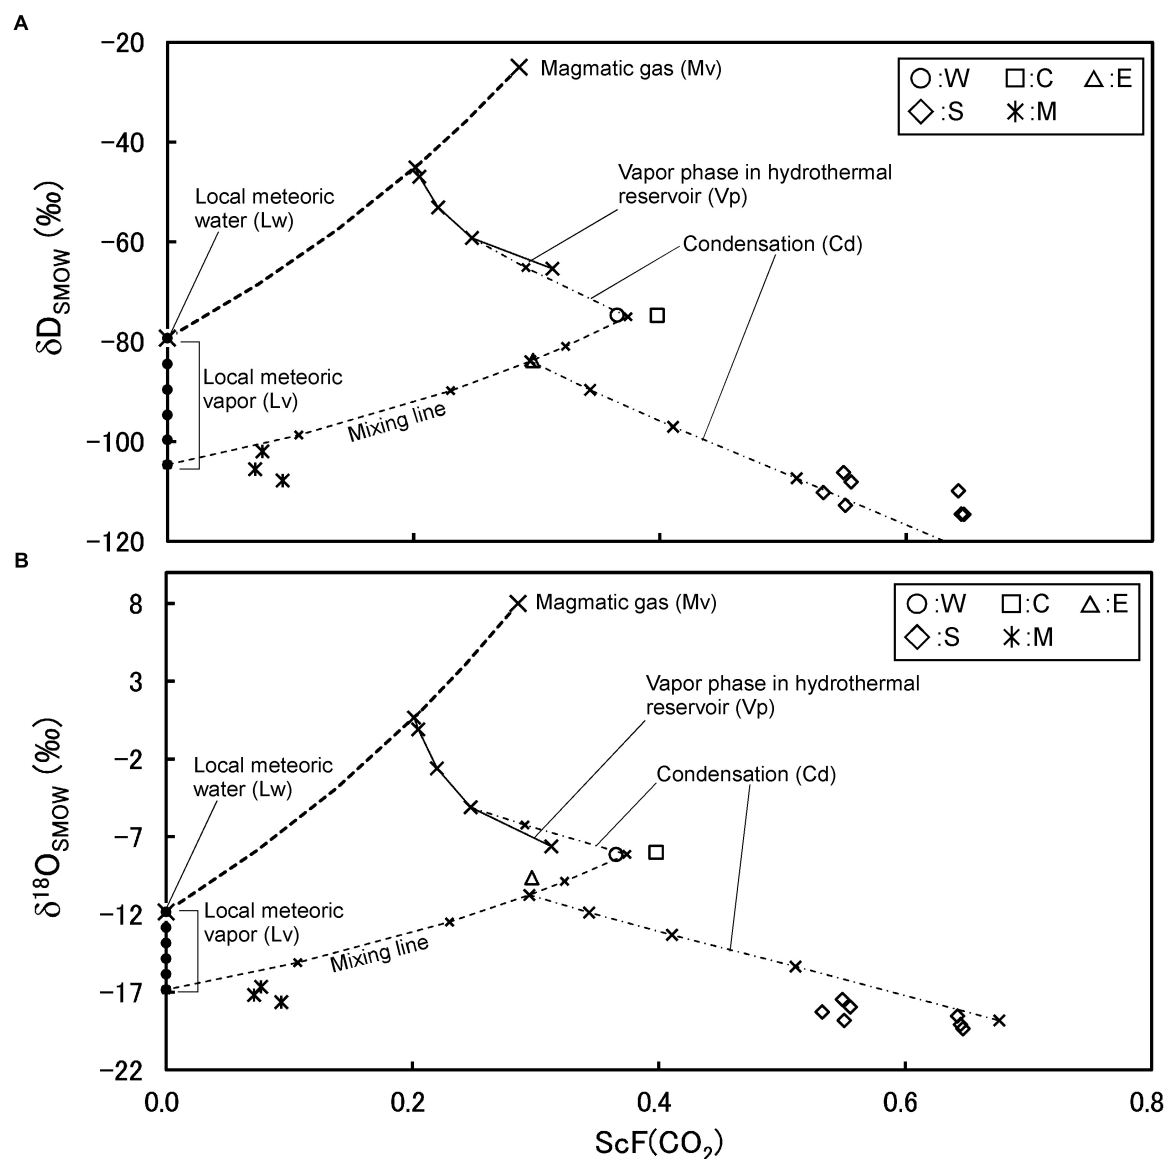 A
−20
−40
−60
−80
−100
−120
δD_SMOW (‰)
Magmatic gas (Mv)
○:W □:C △:E
◇:S ✳:M
Vapor phase in hydrothermal
reservoir (Vp)
Local meteoric
water (Lw)
Condensation (Cd)
Local meteoric
vapor (Lv)
Mixing line
B
8
3
−2
−7
−12
−17
−22
δ¹⁸O_SMOW (‰)
Magmatic gas (Mv)
○:W □:C △:E
◇:S ✳:M
Vapor phase in hydrothermal
reservoir (Vp)
Local meteoric
water (Lw)
Condensation (Cd)
Local meteoric
vapor (Lv)
Mixing line
0.0 0.2 0.4 0.6 0.8
ScF(CO₂)